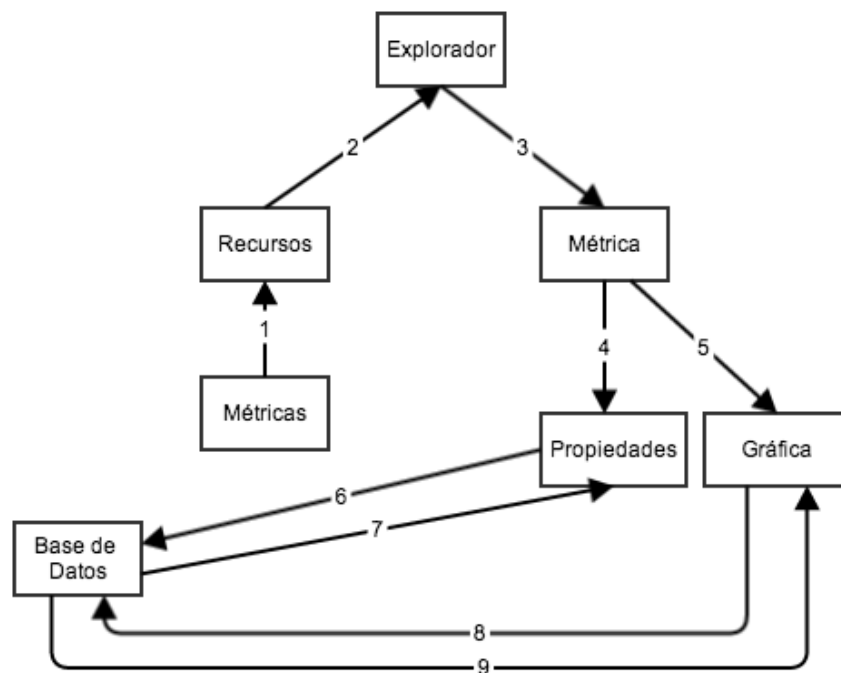 Explorador
2
3
Recursos
Métrica
1
4
5
Métricas
Propiedades
Gráfica
6
7
Base de
Datos
8
9